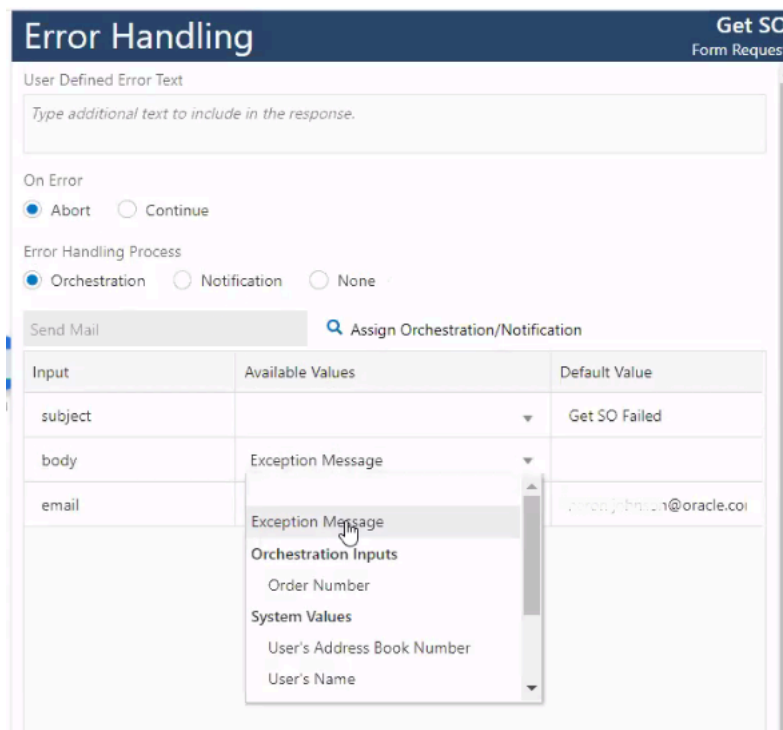 Error Handling
Get SO
Form Reques
User Defined Error Text
Type additional text to include in the response.
On Error
Abort Continue
Error Handling Process
Orchestration Notification None
Send Mail Assign Orchestration/Notification
Input Available Values Default Value
subject Get SO Failed
body Exception Message
email @oracle.co
Exception Message
Orchestration Inputs
Order Number
System Values
User's Address Book Number
User's Name